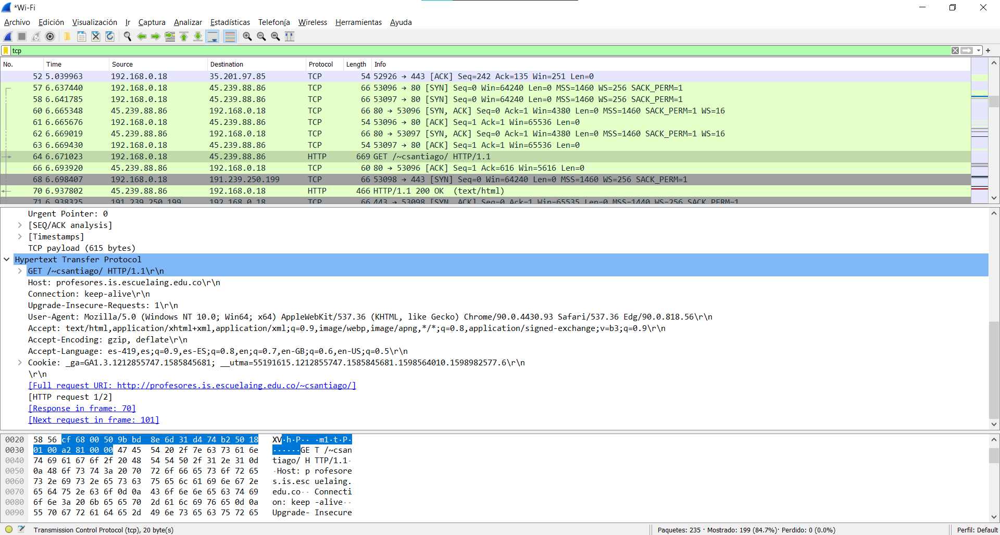 *Wi-Fi
Archivo Edición Visualización Ir Captura Analizar Estadísticas Telefonía Wireless Herramientas Ayuda
tcp
No. Time Source Destination Protocol Length Info
52 5.039963 192.168.0.18 35.201.97.85 TCP 54 52926 → 443 [ACK] Seq=242 Ack=135 Win=251 Len=0
57 6.637440 192.168.0.18 45.239.88.86 TCP 66 53096 → 80 [SYN] Seq=0 Win=64240 Len=0 MSS=1460 WS=256 SACK_PERM=1
58 6.641785 192.168.0.18 45.239.88.86 TCP 66 53097 → 80 [SYN] Seq=0 Win=64240 Len=0 MSS=1460 WS=256 SACK_PERM=1
60 6.665348 45.239.88.86 192.168.0.18 TCP 66 80 → 53096 [SYN, ACK] Seq=0 Ack=1 Win=4380 Len=0 MSS=1460 SACK_PERM=1 WS=16
61 6.665676 192.168.0.18 45.239.88.86 TCP 54 53096 → 80 [ACK] Seq=1 Ack=1 Win=65536 Len=0
62 6.669019 45.239.88.86 192.168.0.18 TCP 66 80 → 53097 [SYN, ACK] Seq=0 Ack=1 Win=4380 Len=0 MSS=1460 SACK_PERM=1 WS=16
63 6.669430 192.168.0.18 45.239.88.86 TCP 54 53097 → 80 [ACK] Seq=1 Ack=1 Win=65536 Len=0
64 6.671023 192.168.0.18 45.239.88.86 HTTP 669 GET /~csantiago/ HTTP/1.1
66 6.693920 45.239.88.86 192.168.0.18 TCP 60 80 → 53096 [ACK] Seq=1 Ack=616 Win=5616 Len=0
68 6.698407 192.168.0.18 191.239.250.199 TCP 66 53098 → 443 [SYN] Seq=0 Win=64240 Len=0 MSS=1460 WS=256 SACK_PERM=1
70 6.937802 45.239.88.86 192.168.0.18 HTTP 466 HTTP/1.1 200 OK (text/html)
71 6.938325 191.239.250.199 192.168.0.18 TCP 66 443 → 53098 [SYN, ACK] Seq=0 Ack=1 Win=65535 Len=0 MSS=1440 WS=256 SACK_PERM=1
Urgent Pointer: 0
[SEQ/ACK analysis]
[Timestamps]
TCP payload (615 bytes)
Hypertext Transfer Protocol
GET /~csantiago/ HTTP/1.1\r\n
Host: profesores.is.escuelaing.edu.co\r\n
Connection: keep-alive\r\n
Upgrade-Insecure-Requests: 1\r\n
User-Agent: Mozilla/5.0 (Windows NT 10.0; Win64; x64) AppleWebKit/537.36 (KHTML, like Gecko) Chrome/90.0.4430.93 Safari/537.36 Edg/90.0.818.56\r\n
Accept: text/html,application/xhtml+xml,application/xml;q=0.9,image/webp,image/apng,*/*;q=0.8,application/signed-exchange;v=b3;q=0.9\r\n
Accept-Encoding: gzip, deflate\r\n
Accept-Language: es-419,es;q=0.9,es-ES;q=0.8,en;q=0.7,en-GB;q=0.6,en-US;q=0.5\r\n
Cookie: _ga=GA1.3.1212855747.1585845681; __utma=55191615.1212855747.1585845681.1598564010.1598982577.6\r\n
\r\n
[Full request URI: http://profesores.is.escuelaing.edu.co/~csantiago/]
[HTTP request 1/2]
[Response in frame: 70]
[Next request in frame: 101]
0020 58 56 cf 68 00 50 9b bd 8e 6d 31 d4 74 b2 50 18 XV·h·P·· ·m1·t·P·
0030 01 00 a2 81 00 00 47 45 54 20 2f 7e 63 73 61 6e ······GE T /~csan
0040 74 69 61 67 6f 2f 20 48 54 54 50 2f 31 2e 31 0d tiago/ H TTP/1.1·
0050 0a 48 6f 73 74 3a 20 70 72 6f 66 65 73 6f 72 65 ·Host: p rofesore
0060 73 2e 69 73 2e 65 73 63 75 65 6c 61 69 6e 67 2e s.is.esc uelaing.
0070 65 64 75 2e 63 6f 0d 0a 43 6f 6e 6e 65 63 74 69 edu.co·· Connecti
0080 6f 6e 3a 20 6b 65 65 70 2d 61 6c 69 76 65 0d 0a on: keep -alive··
0090 55 70 67 72 61 64 65 2d 49 6e 73 65 63 75 72 65 Upgrade- Insecure
Transmission Control Protocol (tcp), 20 byte(s) Paquetes: 235 · Mostrado: 199 (84.7%) · Perdido: 0 (0.0%) Perfil: Default